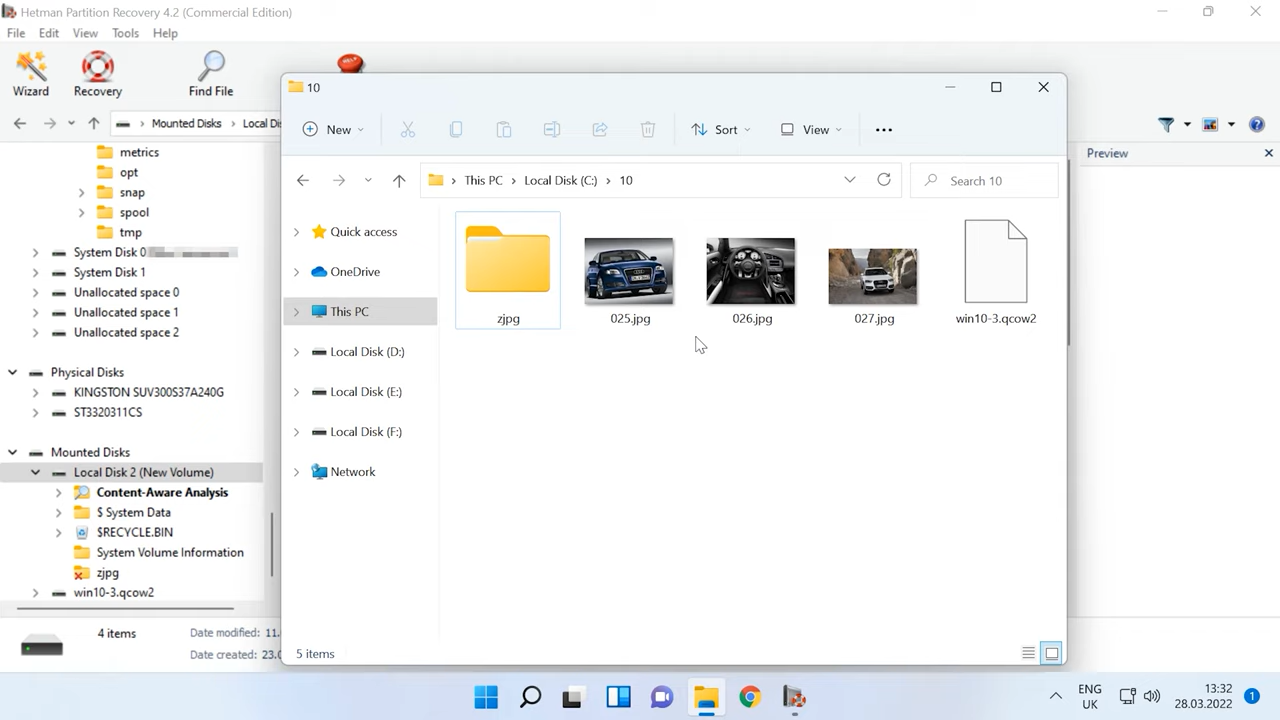 Hetman Partition Recovery 4.2 (Commercial Edition)
File Edit View Tools Help
Wizard Recovery Find File
HELP
Mounted Disks > Local Dis
Preview
metrics
opt
snap
spool
tmp
System Disk 0
System Disk 1
Unallocated space 0
Unallocated space 1
Unallocated space 2
Physical Disks
KINGSTON SUV300S37A240G
ST3320311CS
Mounted Disks
Local Disk 2 (New Volume)
Content-Aware Analysis
$ System Data
$RECYCLE.BIN
System Volume Information
zjpg
win10-3.qcow2
4 items
Date modified: 11.
Date created: 23.0
10
New Sort View
This PC > Local Disk (C:) > 10
Search 10
Quick access
OneDrive
This PC
Local Disk (D:)
Local Disk (E:)
Local Disk (F:)
Network
zjpg 025.jpg 026.jpg 027.jpg win10-3.qcow2
5 items
ENG
UK
13:32
28.03.2022
1